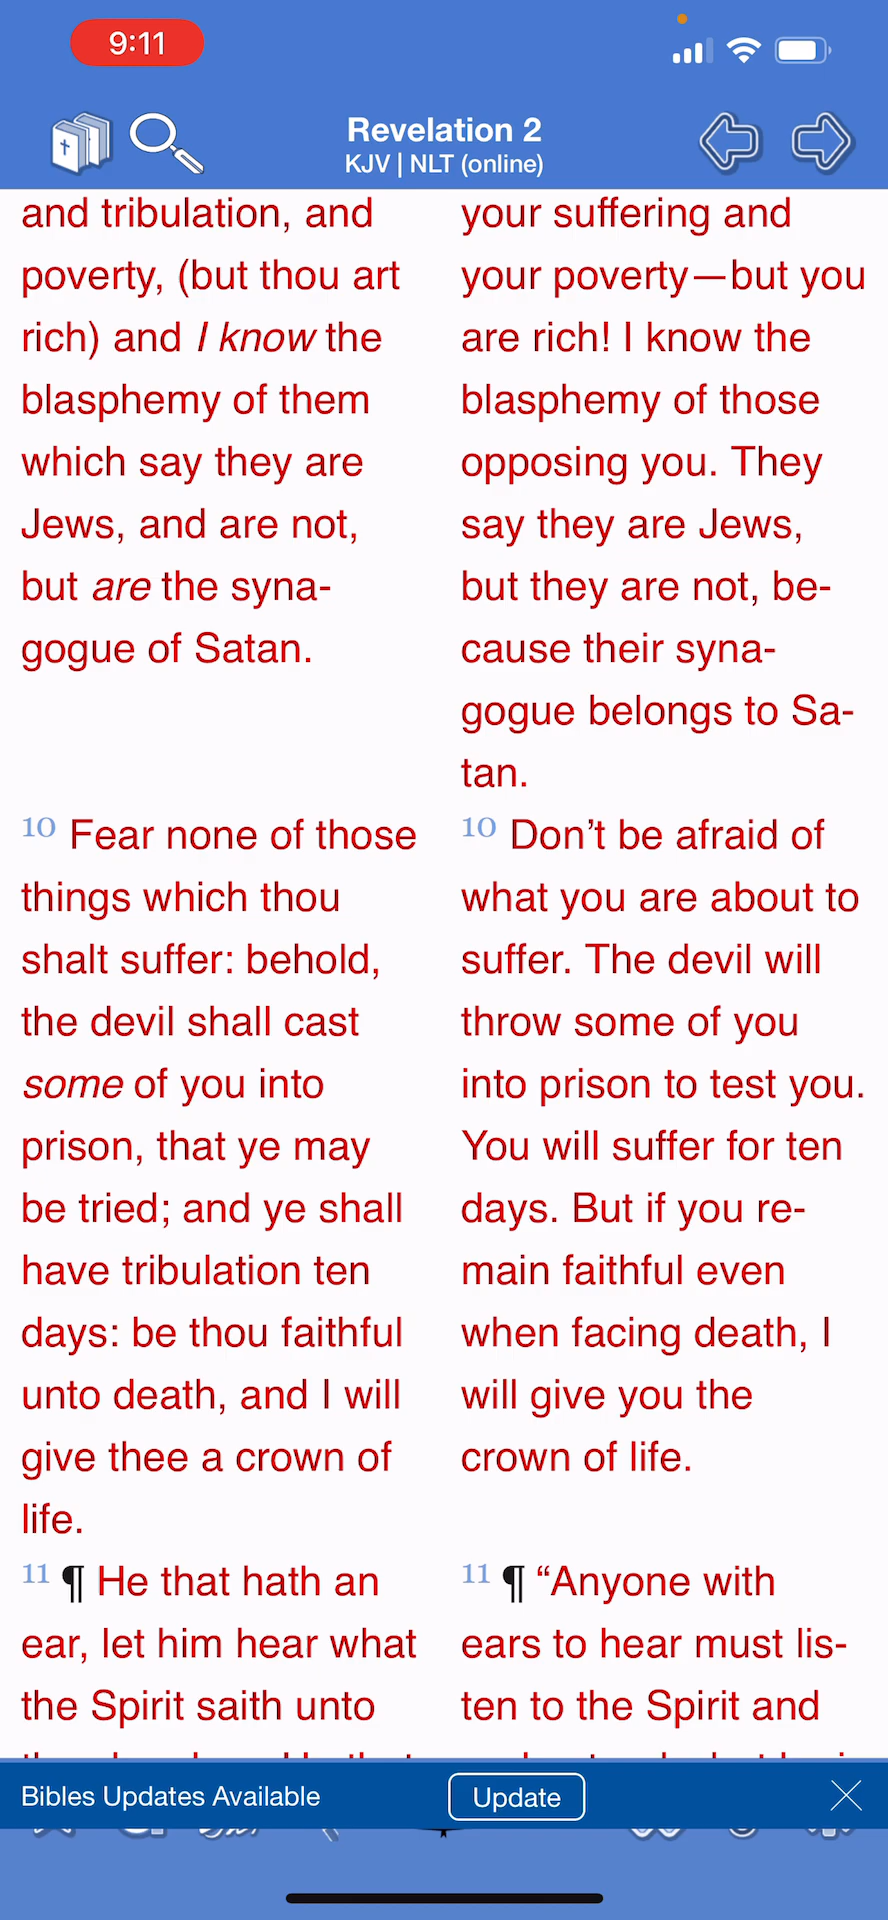 9:11
Revelation 2
KJV | NLT (online)
and tribulation, and
poverty, (but thou art
rich) and I know the
blasphemy of them
which say they are
Jews, and are not,
but are the syna-
gogue of Satan.
your suffering and
your poverty—but you
are rich! I know the
blasphemy of those
opposing you. They
say they are Jews,
but they are not, be-
cause their syna-
gogue belongs to Sa-
tan.
10 Fear none of those
things which thou
shalt suffer: behold,
the devil shall cast
some of you into
prison, that ye may
be tried; and ye shall
have tribulation ten
days: be thou faithful
unto death, and I will
give thee a crown of
life.
10 Don’t be afraid of
what you are about to
suffer. The devil will
throw some of you
into prison to test you.
You will suffer for ten
days. But if you re-
main faithful even
when facing death, I
will give you the
crown of life.
11 ¶ He that hath an
ear, let him hear what
the Spirit saith unto
11 ¶ “Anyone with
ears to hear must lis-
ten to the Spirit and
Bibles Updates Available
Update